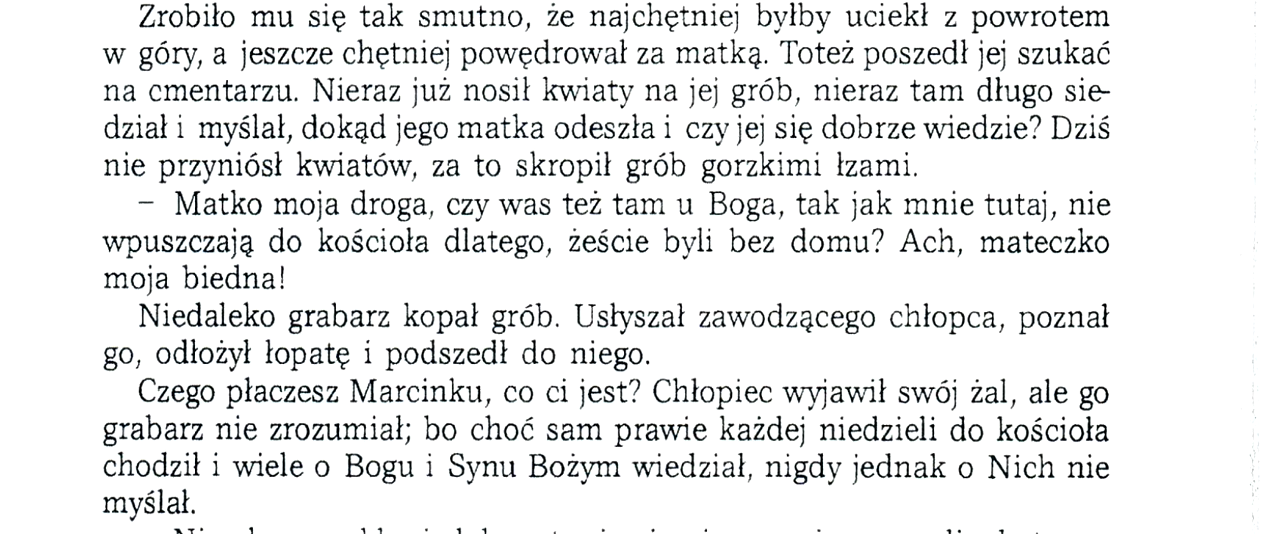 Zrobiło mu się tak smutno, że najchętniej byłby uciekł z powrotem
w góry, a jeszcze chętniej powędrował za matką. Toteż poszedł jej szukać
na cmentarzu. Nieraz już nosił kwiaty na jej grób, nieraz tam długo sie-
dział i myślał, dokąd jego matka odeszła i czy jej się dobrze wiedzie? Dziś
nie przyniósł kwiatów, za to skropił grób gorzkimi łzami.
– Matko moja droga, czy was też tam u Boga, tak jak mnie tutaj, nie
wpuszczają do kościoła dlatego, żeście byli bez domu? Ach, mateczko
moja biedna!
Niedaleko grabarz kopał grób. Usłyszał zawodzącego chłopca, poznał
go, odłożył łopatę i podszedł do niego.
Czego płaczesz Marcinku, co ci jest? Chłopiec wyjawił swój żal, ale go
grabarz nie zrozumiał; bo choć sam prawie każdej niedzieli do kościoła
chodził i wiele o Bogu i Synu Bożym wiedział, nigdy jednak o Nich nie
myślał.